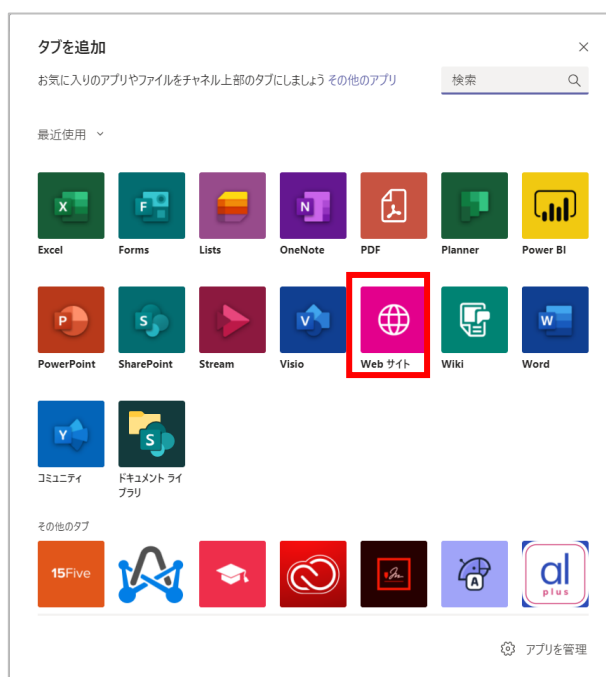 タブを追加
お気に入りのアプリやファイルをチャネル上部のタブにしましょう その他のアプリ
検索
最近使用
X
F
N
Excel
Forms
Lists
OneNote
PDF
Planner
Power BI
P
S
V
W
PowerPoint
SharePoint
Stream
Visio
Web サイト
Wiki
Word
Y
S
コミュニティ
ドキュメント ライ
ブラリ
その他のタブ
15Five
A
al
plus
アプリを管理